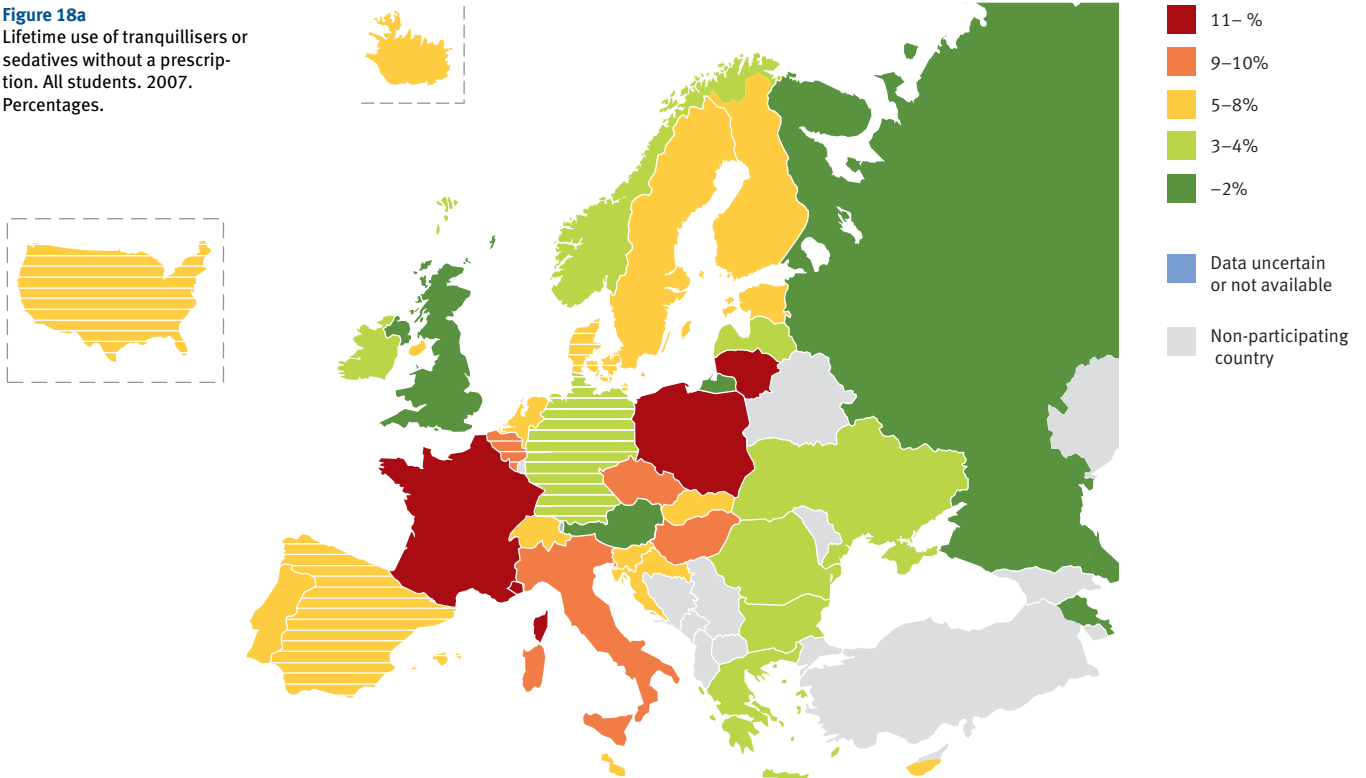 Figure 18a
Lifetime use of tranquillisers or
sedatives without a prescrip-
tion. All students. 2007.
Percentages.
11– %
9–10%
5–8%
3–4%
–2%
Data uncertain
or not available
Non-participating
country